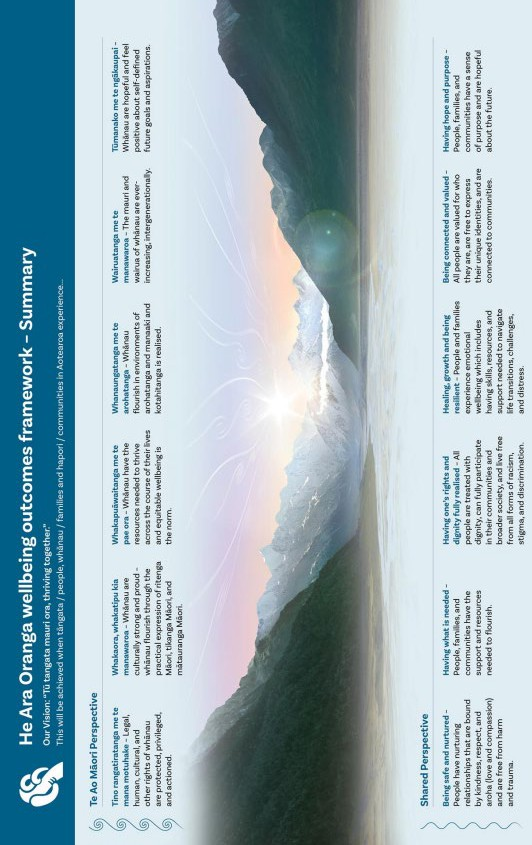 He Ara Oranga wellbeing outcomes framework – Summary
Our Vision: "Tū tangata mauri ora, thriving together."
This will be achieved when tāngata / people, whānau / families and hapori / communities in Aotearoa experience...
Te Ao Māori Perspective
Tino rangatiratanga me te
mana motuhake – Legal,
human, cultural, and
other rights of whānau
are protected, privileged,
and actioned.
Whakaora, whakatipu kia
manawaroa – Whānau are
culturally strong and proud –
whānau flourish through the
practical expression of ritenga
Māori, tikanga Māori, and
mātauranga Māori.
Whakapuāwaitanga me te
pae ora – Whānau have the
resources needed to thrive
across the course of their lives
and equitable wellbeing is
the norm.
Whanaungatanga me te
arohatanga – Whānau
flourish in environments of
arohatanga and manaaki and
kotahitanga is realised.
Wairuatanga me te
manawaroa – The mauri and
wairua of whānau are ever-
increasing, intergenerationally.
Tūmanako me te ngākaupai –
Whānau are hopeful and feel
positive about self-defined
future goals and aspirations.
Shared Perspective
Being safe and nurtured –
People have nurturing
relationships that are bound
by kindness, respect, and
aroha (love and compassion)
and are free from harm
and trauma.
Having what is needed –
People, families, and
communities have the
support and resources
needed to flourish.
Having one's rights and
dignity fully realised – All
people are treated with
dignity, can fully participate
in their communities and
broader society, and live free
from all forms of racism,
stigma, and discrimination.
Healing, growth and being
resilient – People and families
experience emotional
wellbeing which includes
having skills, resources, and
support needed to navigate
life transitions, challenges,
and distress.
Being connected and valued –
All people are valued for who
they are, are free to express
their unique identities, and are
connected to communities.
Having hope and purpose –
People, families, and
communities have a sense
of purpose and are hopeful
about the future.